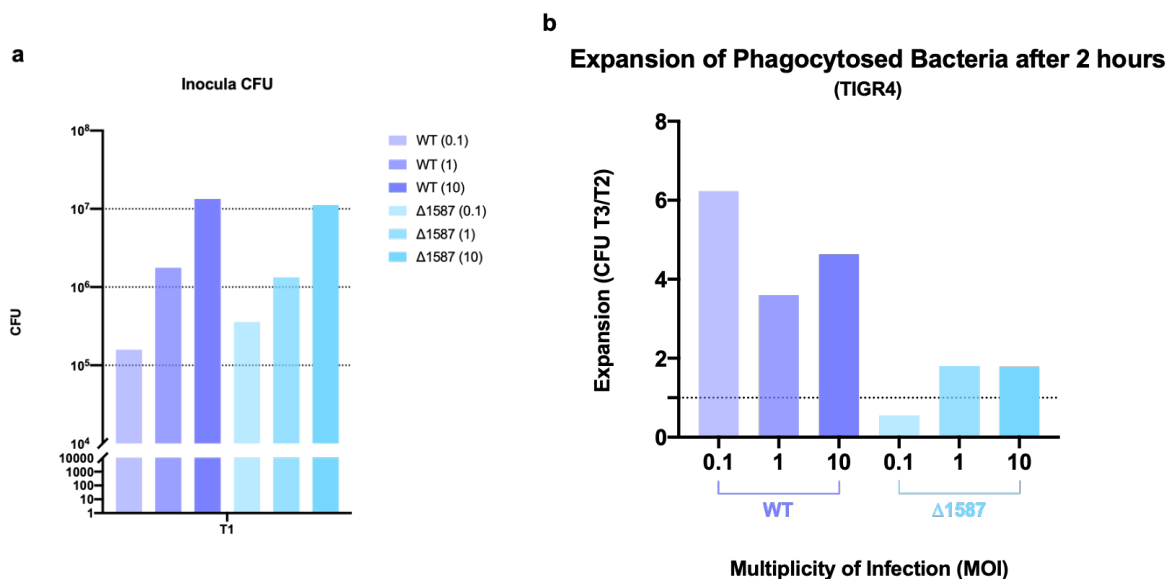 a
Inocula CFU
10⁸
10⁷
10⁶
10⁵
10⁴
10000
1000
100
10
1
CFU
T1
WT (0.1)
WT (1)
WT (10)
Δ1587 (0.1)
Δ1587 (1)
Δ1587 (10)
b
Expansion of Phagocytosed Bacteria after 2 hours
(TIGR4)
Expansion (CFU T3/T2)
8
6
4
2
0
0.1 1 10 0.1 1 10
WT Δ1587
Multiplicity of Infection (MOI)